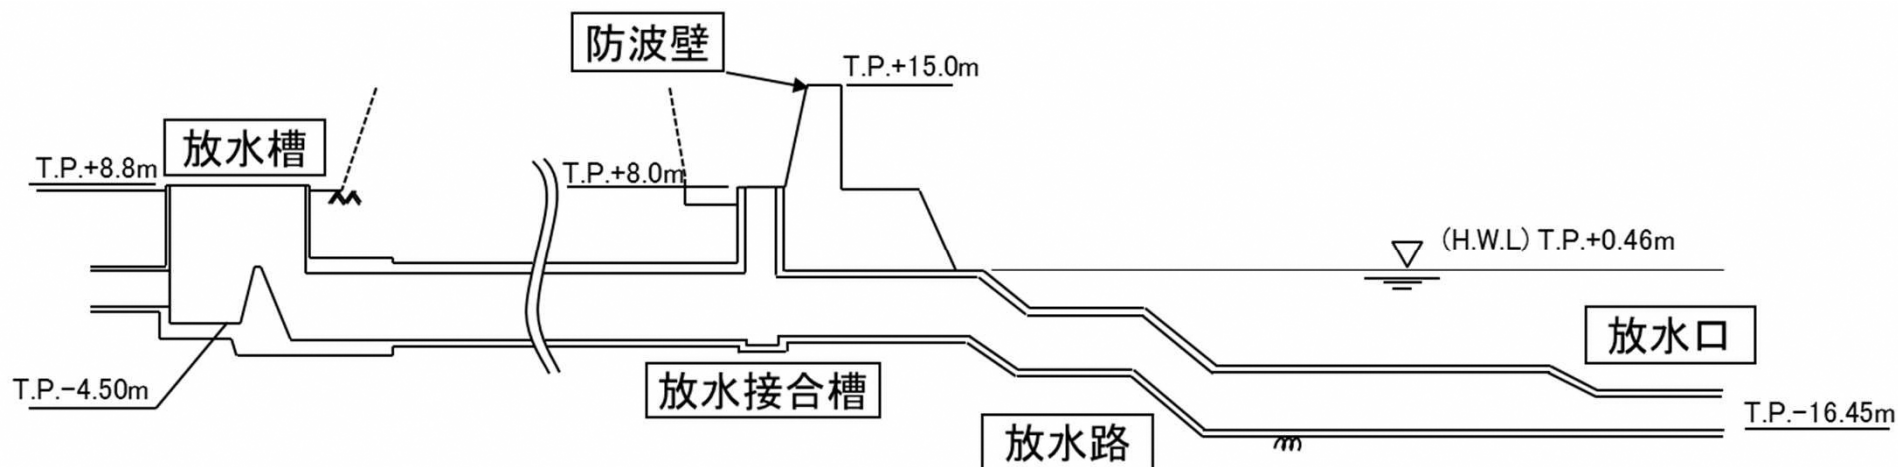 防波壁
T.P.+15.0m
放水槽
T.P.+8.8m
T.P.+8.0m
(H.W.L) T.P.+0.46m
放水口
T.P.-4.50m
放水接合槽
T.P.-16.45m
放水路